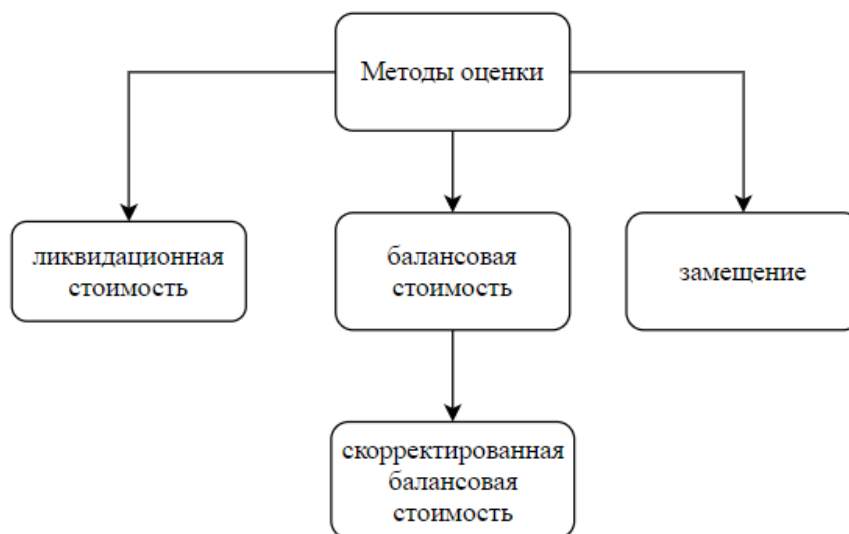 Методы оценки
ликвидационная
стоимость
балансовая
стоимость
замещение
скорректированная
балансовая
стоимость